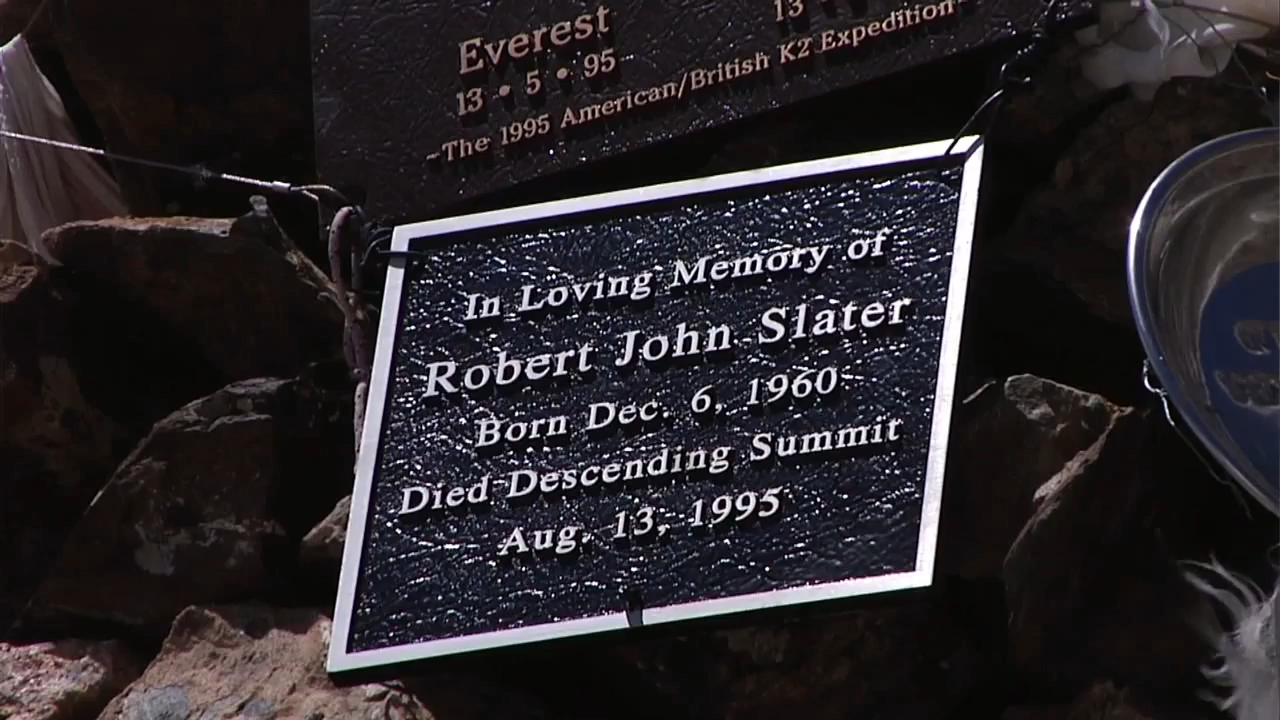 Everest
13
13 • 5 • 95
~The 1995 American/British K2 Expedition~
In Loving Memory of
Robert John Slater
Born Dec. 6, 1960
Died Descending Summit
Aug. 13, 1995